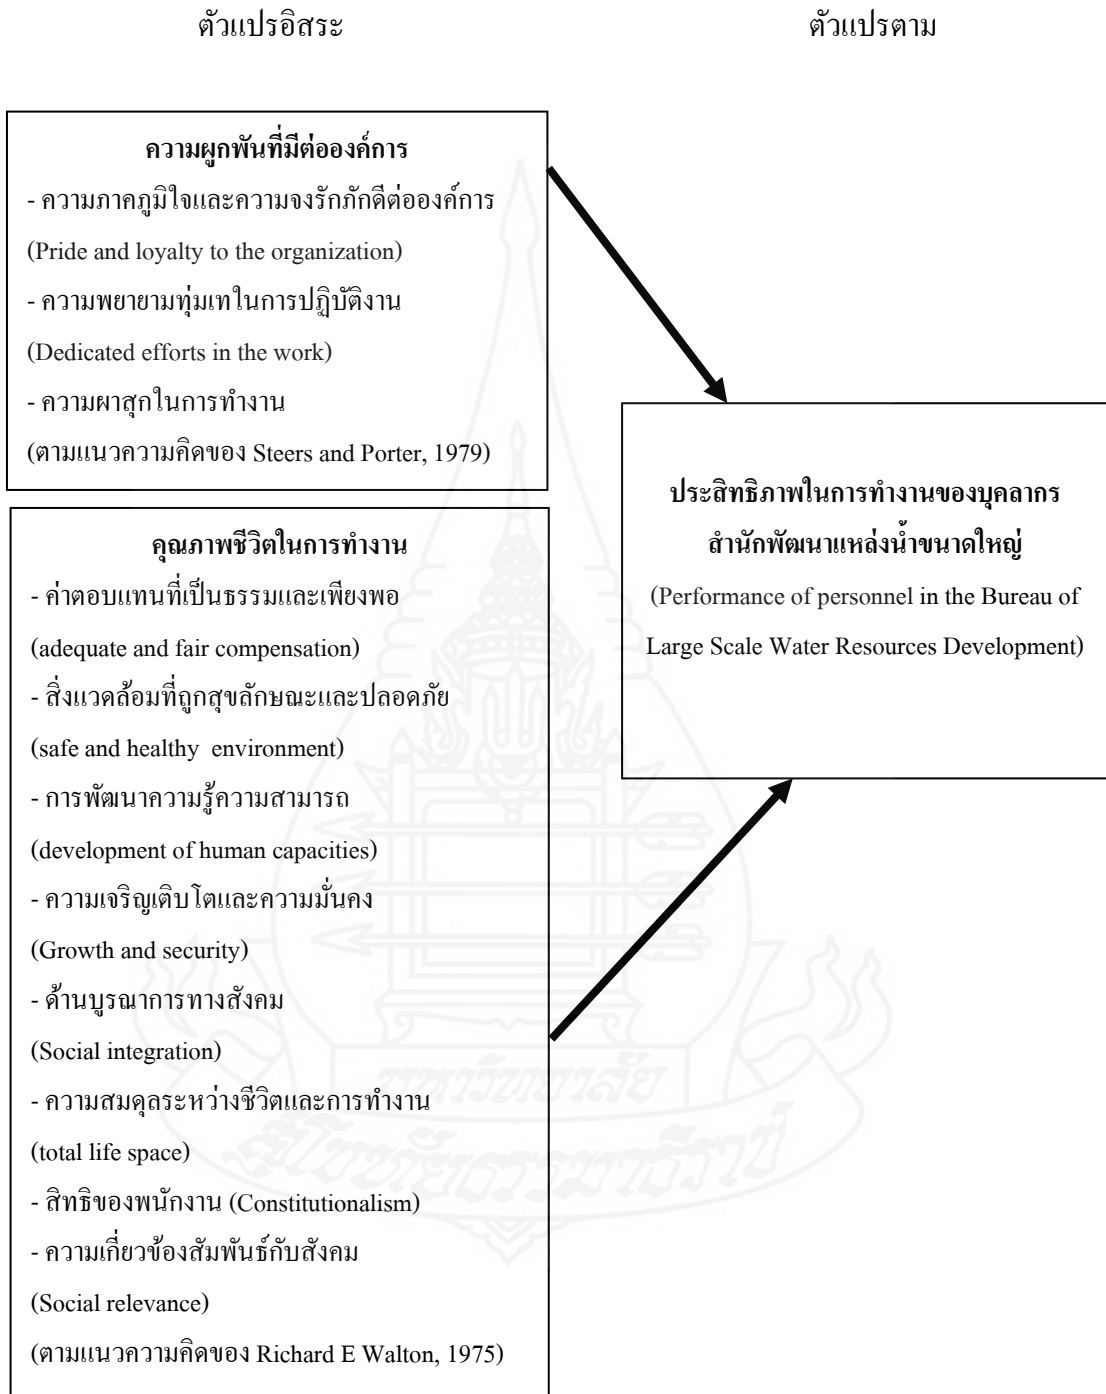 ตัวแปรอิสระ
ตัวแปรตาม
ความผูกพันที่มีต่อองค์การ
- ความภาคภูมิใจและความจงรักภักดีต่อองค์การ
(Pride and loyalty to the organization)
- ความพยายามทุ่มเทในการปฏิบัติงาน
(Dedicated efforts in the work)
- ความผาสุกในการทำงาน
(ตามแนวความคิดของ Steers and Porter, 1979)
คุณภาพชีวิตในการทำงาน
- ค่าตอบแทนที่เป็นธรรมและเพียงพอ
(adequate and fair compensation)
- สิ่งแวดล้อมที่ถูกสุขลักษณะและปลอดภัย
(safe and healthy environment)
- การพัฒนาความรู้ความสามารถ
(development of human capacities)
- ความเจริญเติบโตและความมั่นคง
(Growth and security)
- ด้านบูรณาการทางสังคม
(Social integration)
- ความสมดุลระหว่างชีวิตและการทำงาน
(total life space)
- สิทธิของพนักงาน (Constitutionalism)
- ความเกี่ยวข้องสัมพันธ์กับสังคม
(Social relevance)
(ตามแนวความคิดของ Richard E Walton, 1975)
ประสิทธิภาพในการทำงานของบุคลากร
สำนักพัฒนาแหล่งน้ำขนาดใหญ่
(Performance of personnel in the Bureau of
Large Scale Water Resources Development)
มหาวิทยาลัย
สุโขทัยธรรมาธิราช